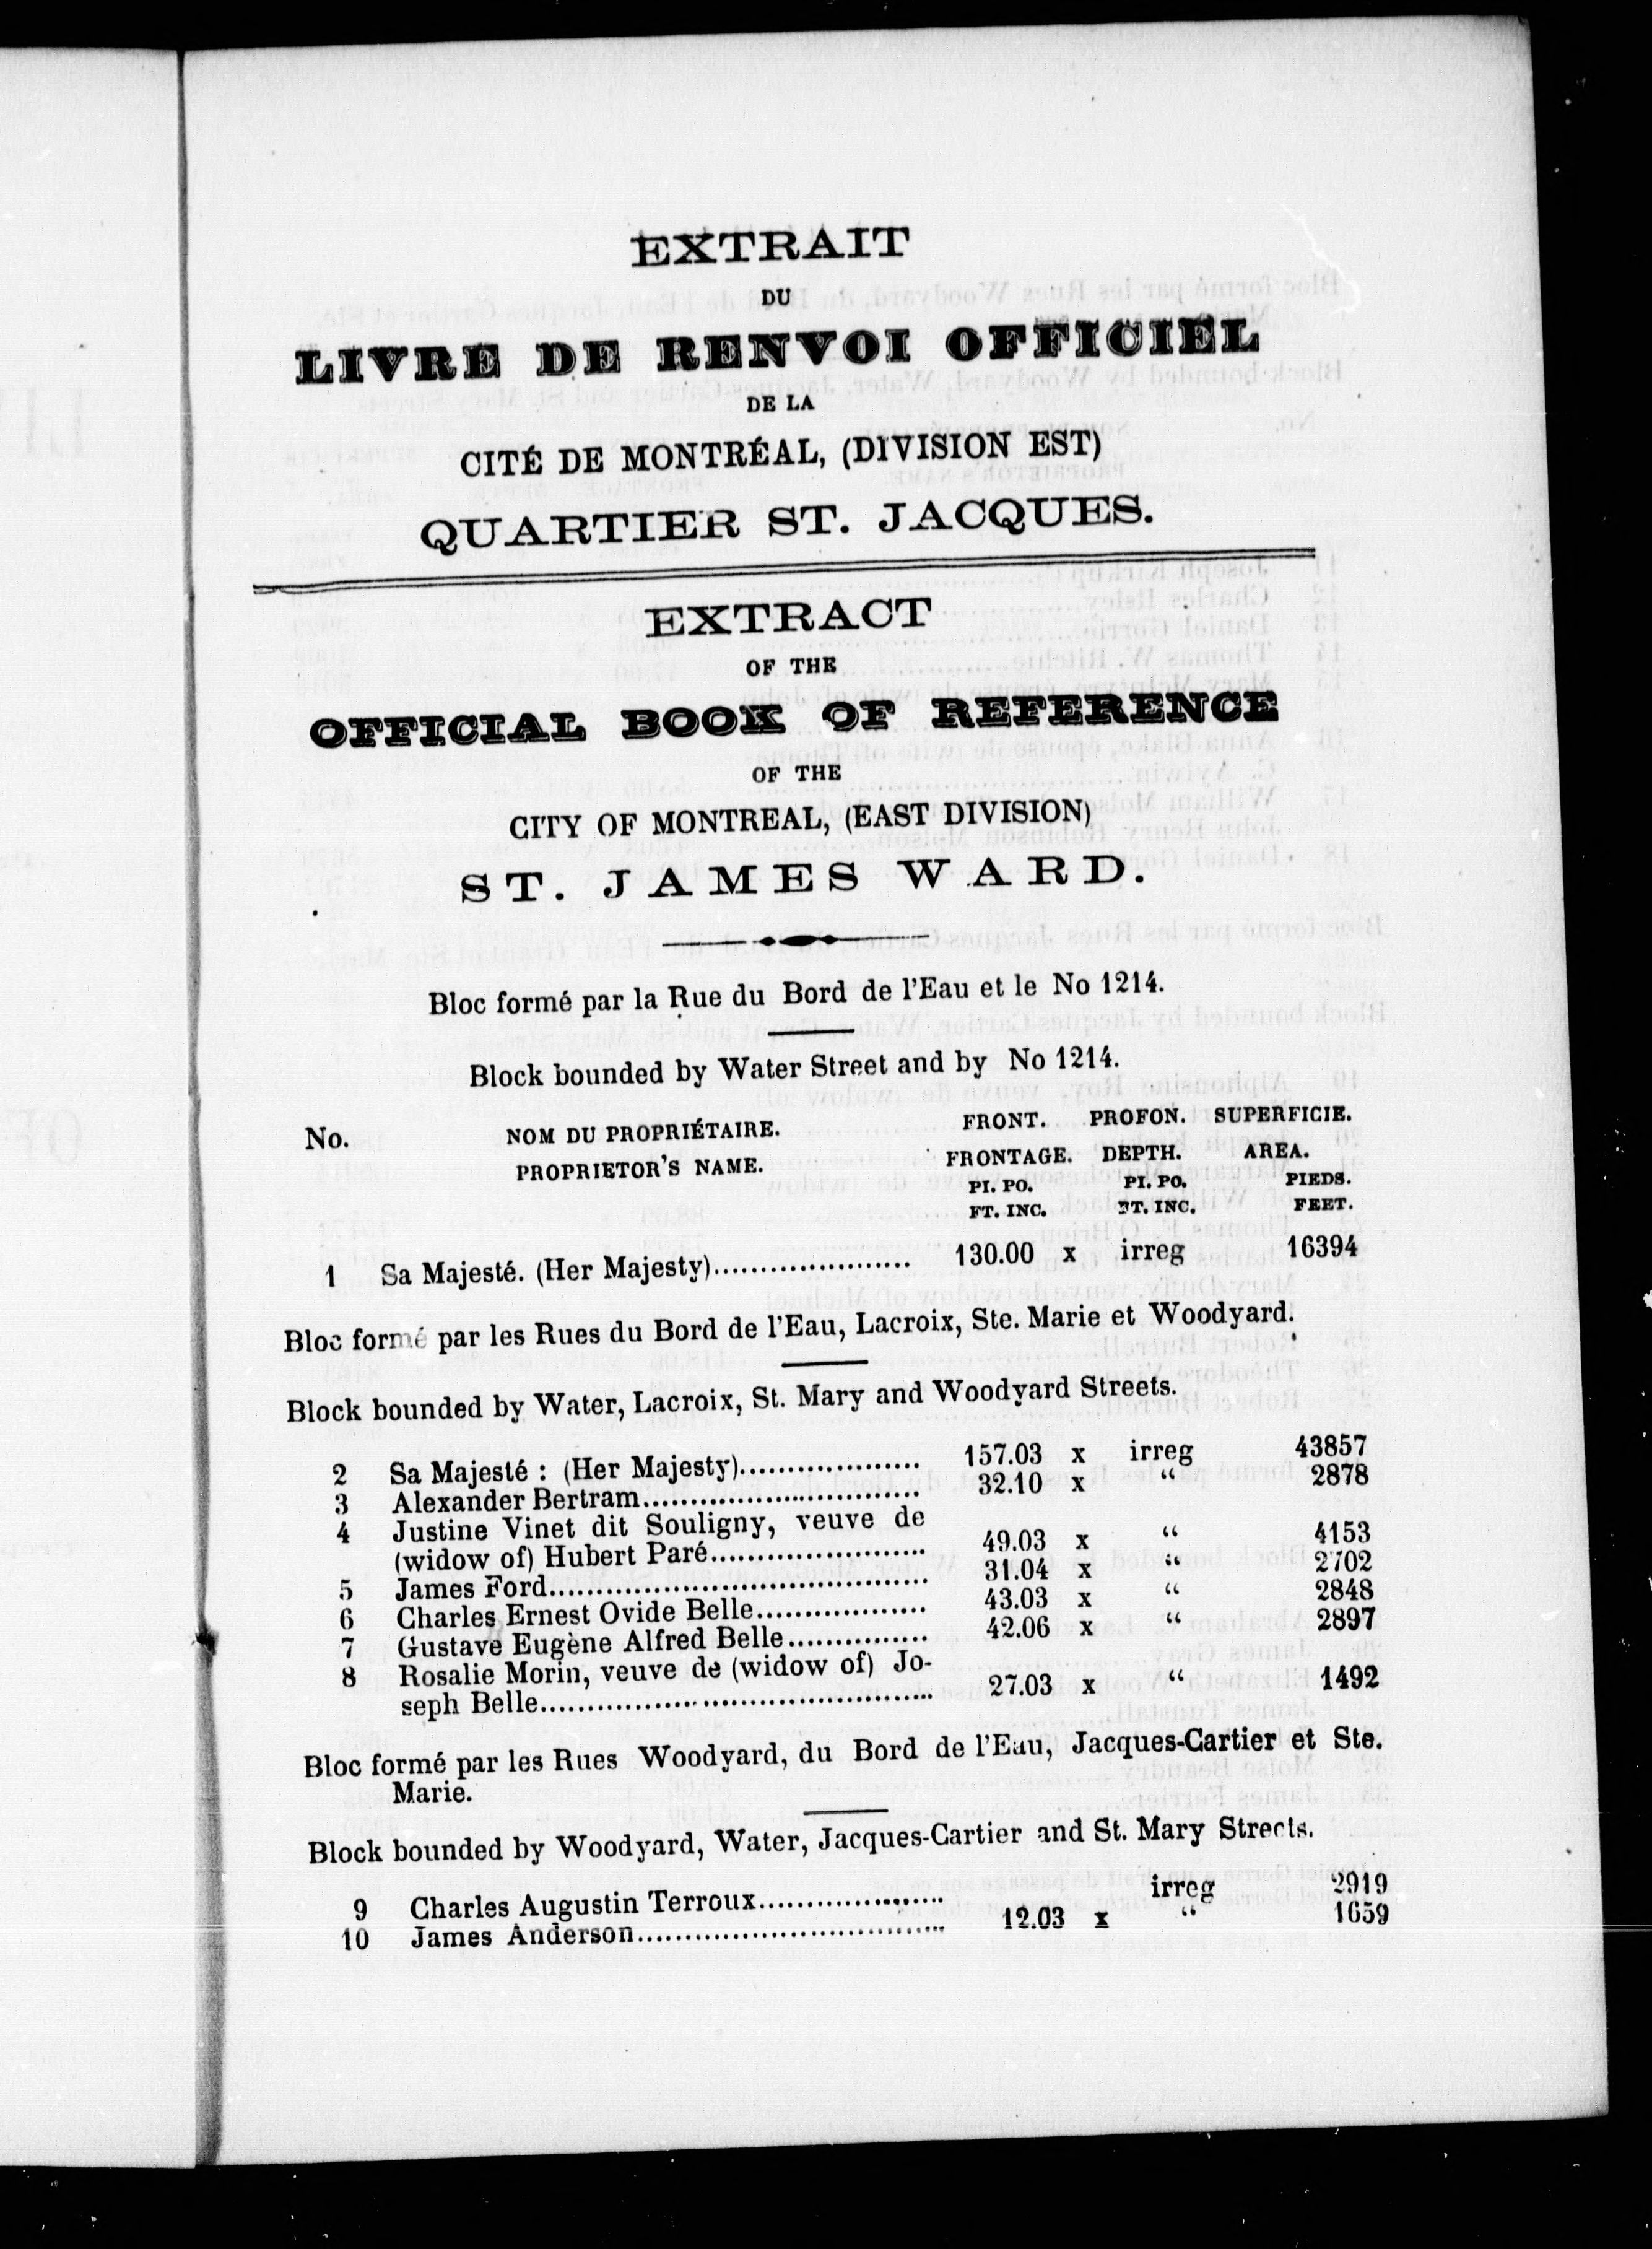 EXTRAIT
DU
LIVRE DE RENVOI OFFICIEL
DE LA
CITÉ DE MONTRÉAL, (DIVISION EST)
QUARTIER ST. JACQUES.
EXTRACT
OF THE
OFFICIAL BOOK OF REFERENCE
OF THE
CITY OF MONTREAL, (EAST DIVISION)
ST. JAMES WARD.
Bloc formé par la Rue du Bord de l'Eau et le No 1214.
Block bounded by Water Street and by No 1214.
No. NOM DU PROPRIÉTAIRE. FRONT. PROFON. SUPERFICIE.
PROPRIETOR'S NAME. FRONTAGE. DEPTH. AREA.
PI. PO. PI. PO. PIEDS.
FT. INC. FT. INC. FEET.
1 Sa Majesté. (Her Majesty)..................... 130.00 x irreg 16394
Bloc formé par les Rues du Bord de l'Eau, Lacroix, Ste. Marie et Woodyard.
Block bounded by Water, Lacroix, St. Mary and Woodyard Streets.
2 Sa Majesté : (Her Majesty).................... 157.03 x irreg 43857
3 Alexander Bertram.............................. 32.10 x “ 2878
4 Justine Vinet dit Souligny, veuve de
(widow of) Hubert Paré....................... 49.03 x “ 4153
5 James Ford........................................ 31.04 x “ 2702
6 Charles Ernest Ovide Belle.................. 43.03 x “ 2848
7 Gustave Eugène Alfred Belle............... 42.06 x “ 2897
8 Rosalie Morin, veuve de (widow of) Jo-
seph Belle.......................................... 27.03 x “ 1492
Bloc formé par les Rues Woodyard, du Bord de l'Eau, Jacques-Cartier et Ste.
Marie.
Block bounded by Woodyard, Water, Jacques-Cartier and St. Mary Streets.
9 Charles Augustin Terroux.................... irreg 2919
10 James Anderson................................. 12.03 x “ 1659